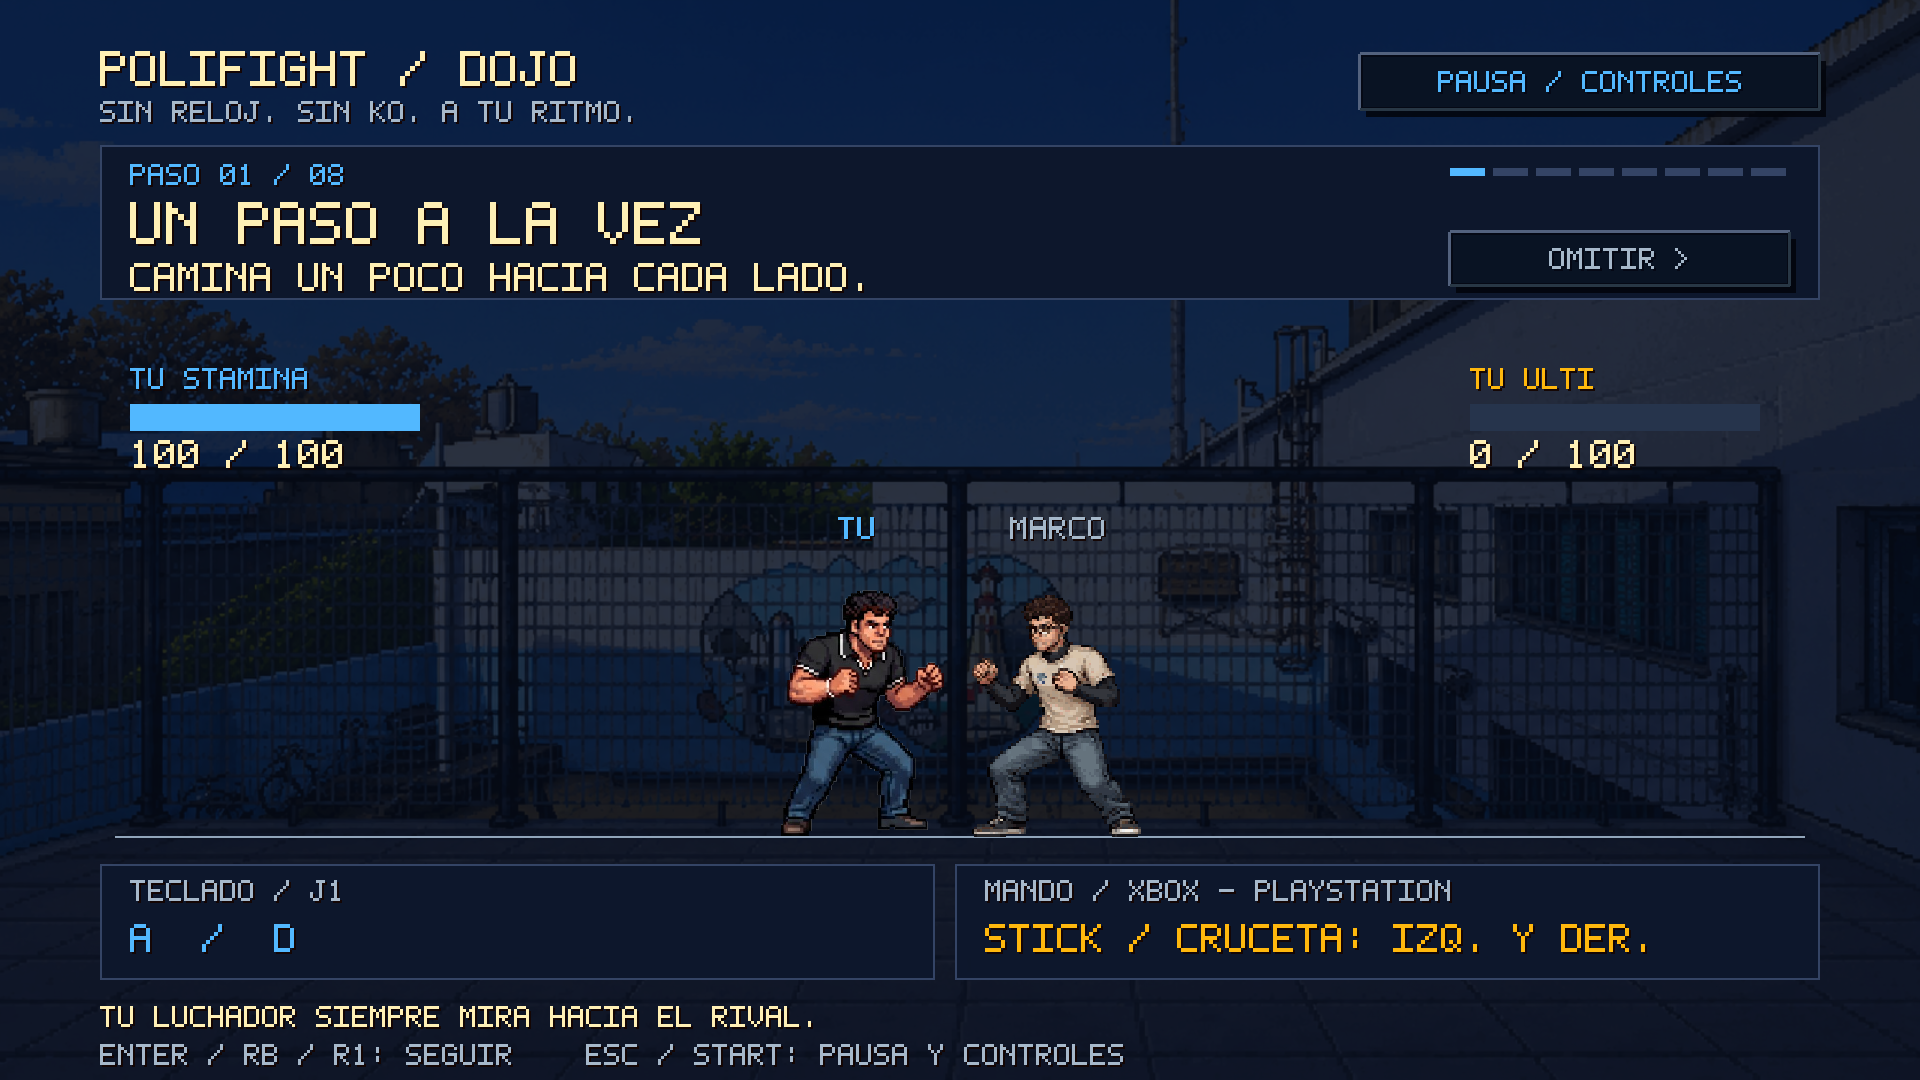 POLIFIGHT / DOJO
SIN RELOJ. SIN KO. A TU RITMO.
PAUSA / CONTROLES
PASO 01 / 08
UN PASO A LA VEZ
CAMINA UN POCO HACIA CADA LADO.
OMITIR >
TU STAMINA
100 / 100
TU ULTI
0 / 100
TU
MARCO
TECLADO / J1
A / D
MANDO / XBOX - PLAYSTATION
STICK / CRUCETA: IZQ. Y DER.
TU LUCHADOR SIEMPRE MIRA HACIA EL RIVAL.
ENTER / RB / R1: SEGUIR ESC / START: PAUSA Y CONTROLES